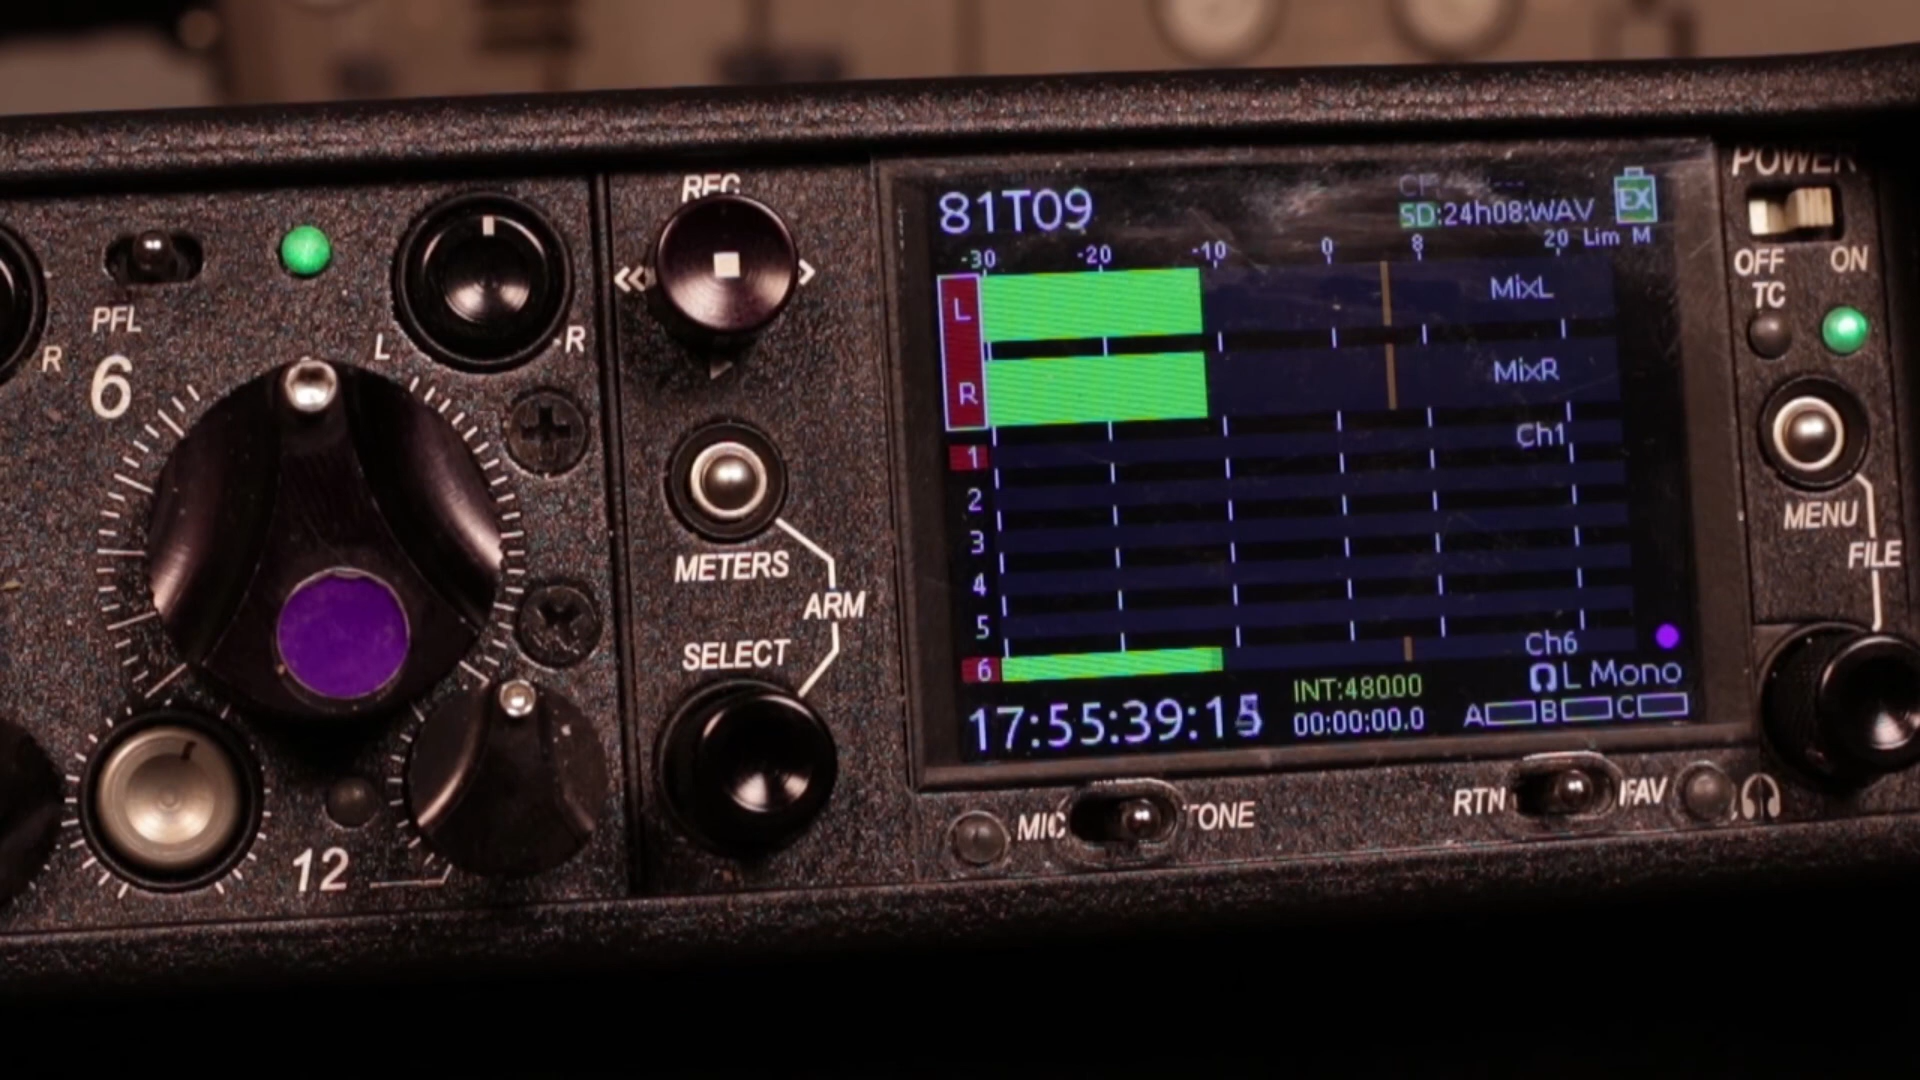 REC
POWER
81T09
SD:24h08:WAV
EX
-30 -20 -10 0 8 20 Lim M
OFF ON
TC
PFL
R
L R
6
L MixL
R MixR
1 Ch1
2
3
4
5
6 Ch6
METERS
ARM
SELECT
MENU
FILE
L Mono
INT:48000
17:55:39:15
00:00:00.0
A B C
MIC TONE
RTN FAV
12